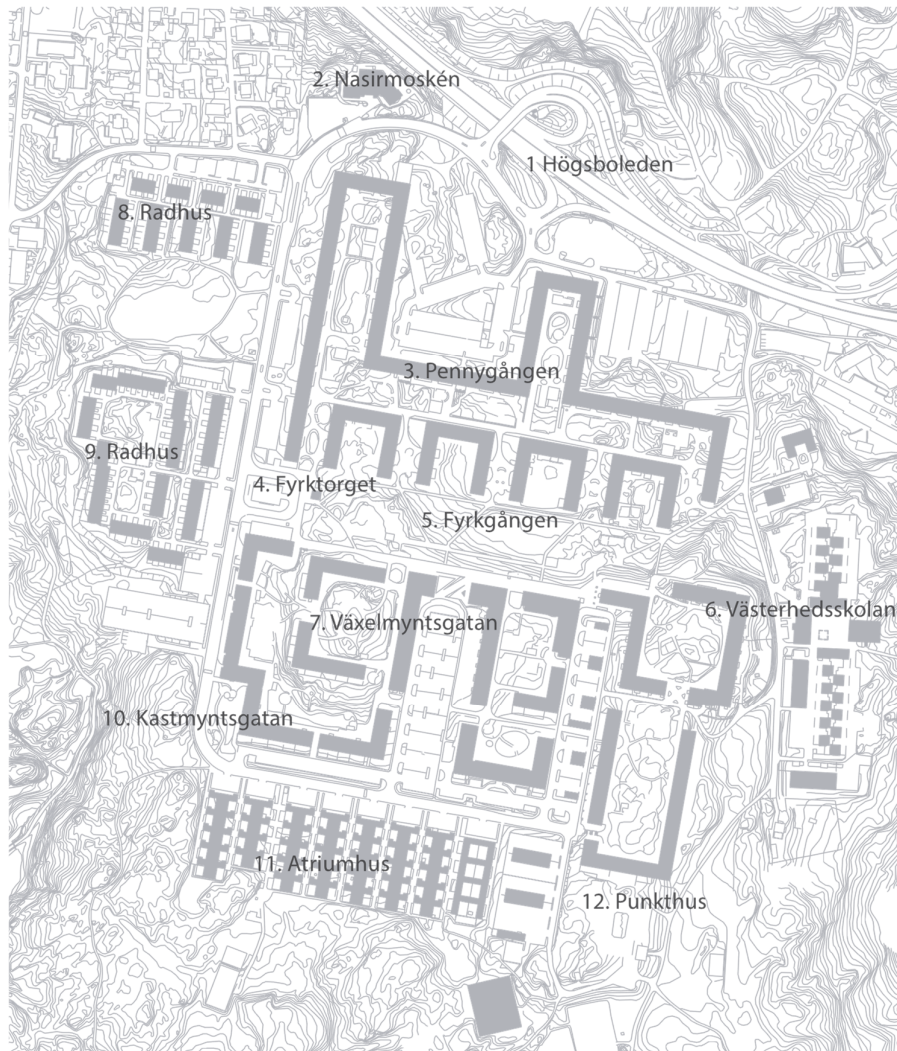 2. Nasirmoskén
1 Högsboleden
8. Radhus
3. Pennygången
9. Radhus
4. Fyrktorget
5. Fyrkgången
6. Västerhedsskolan
7. Växelmyntsgatan
10. Kastmyntsgatan
11. Atriumhus
12. Punkthus